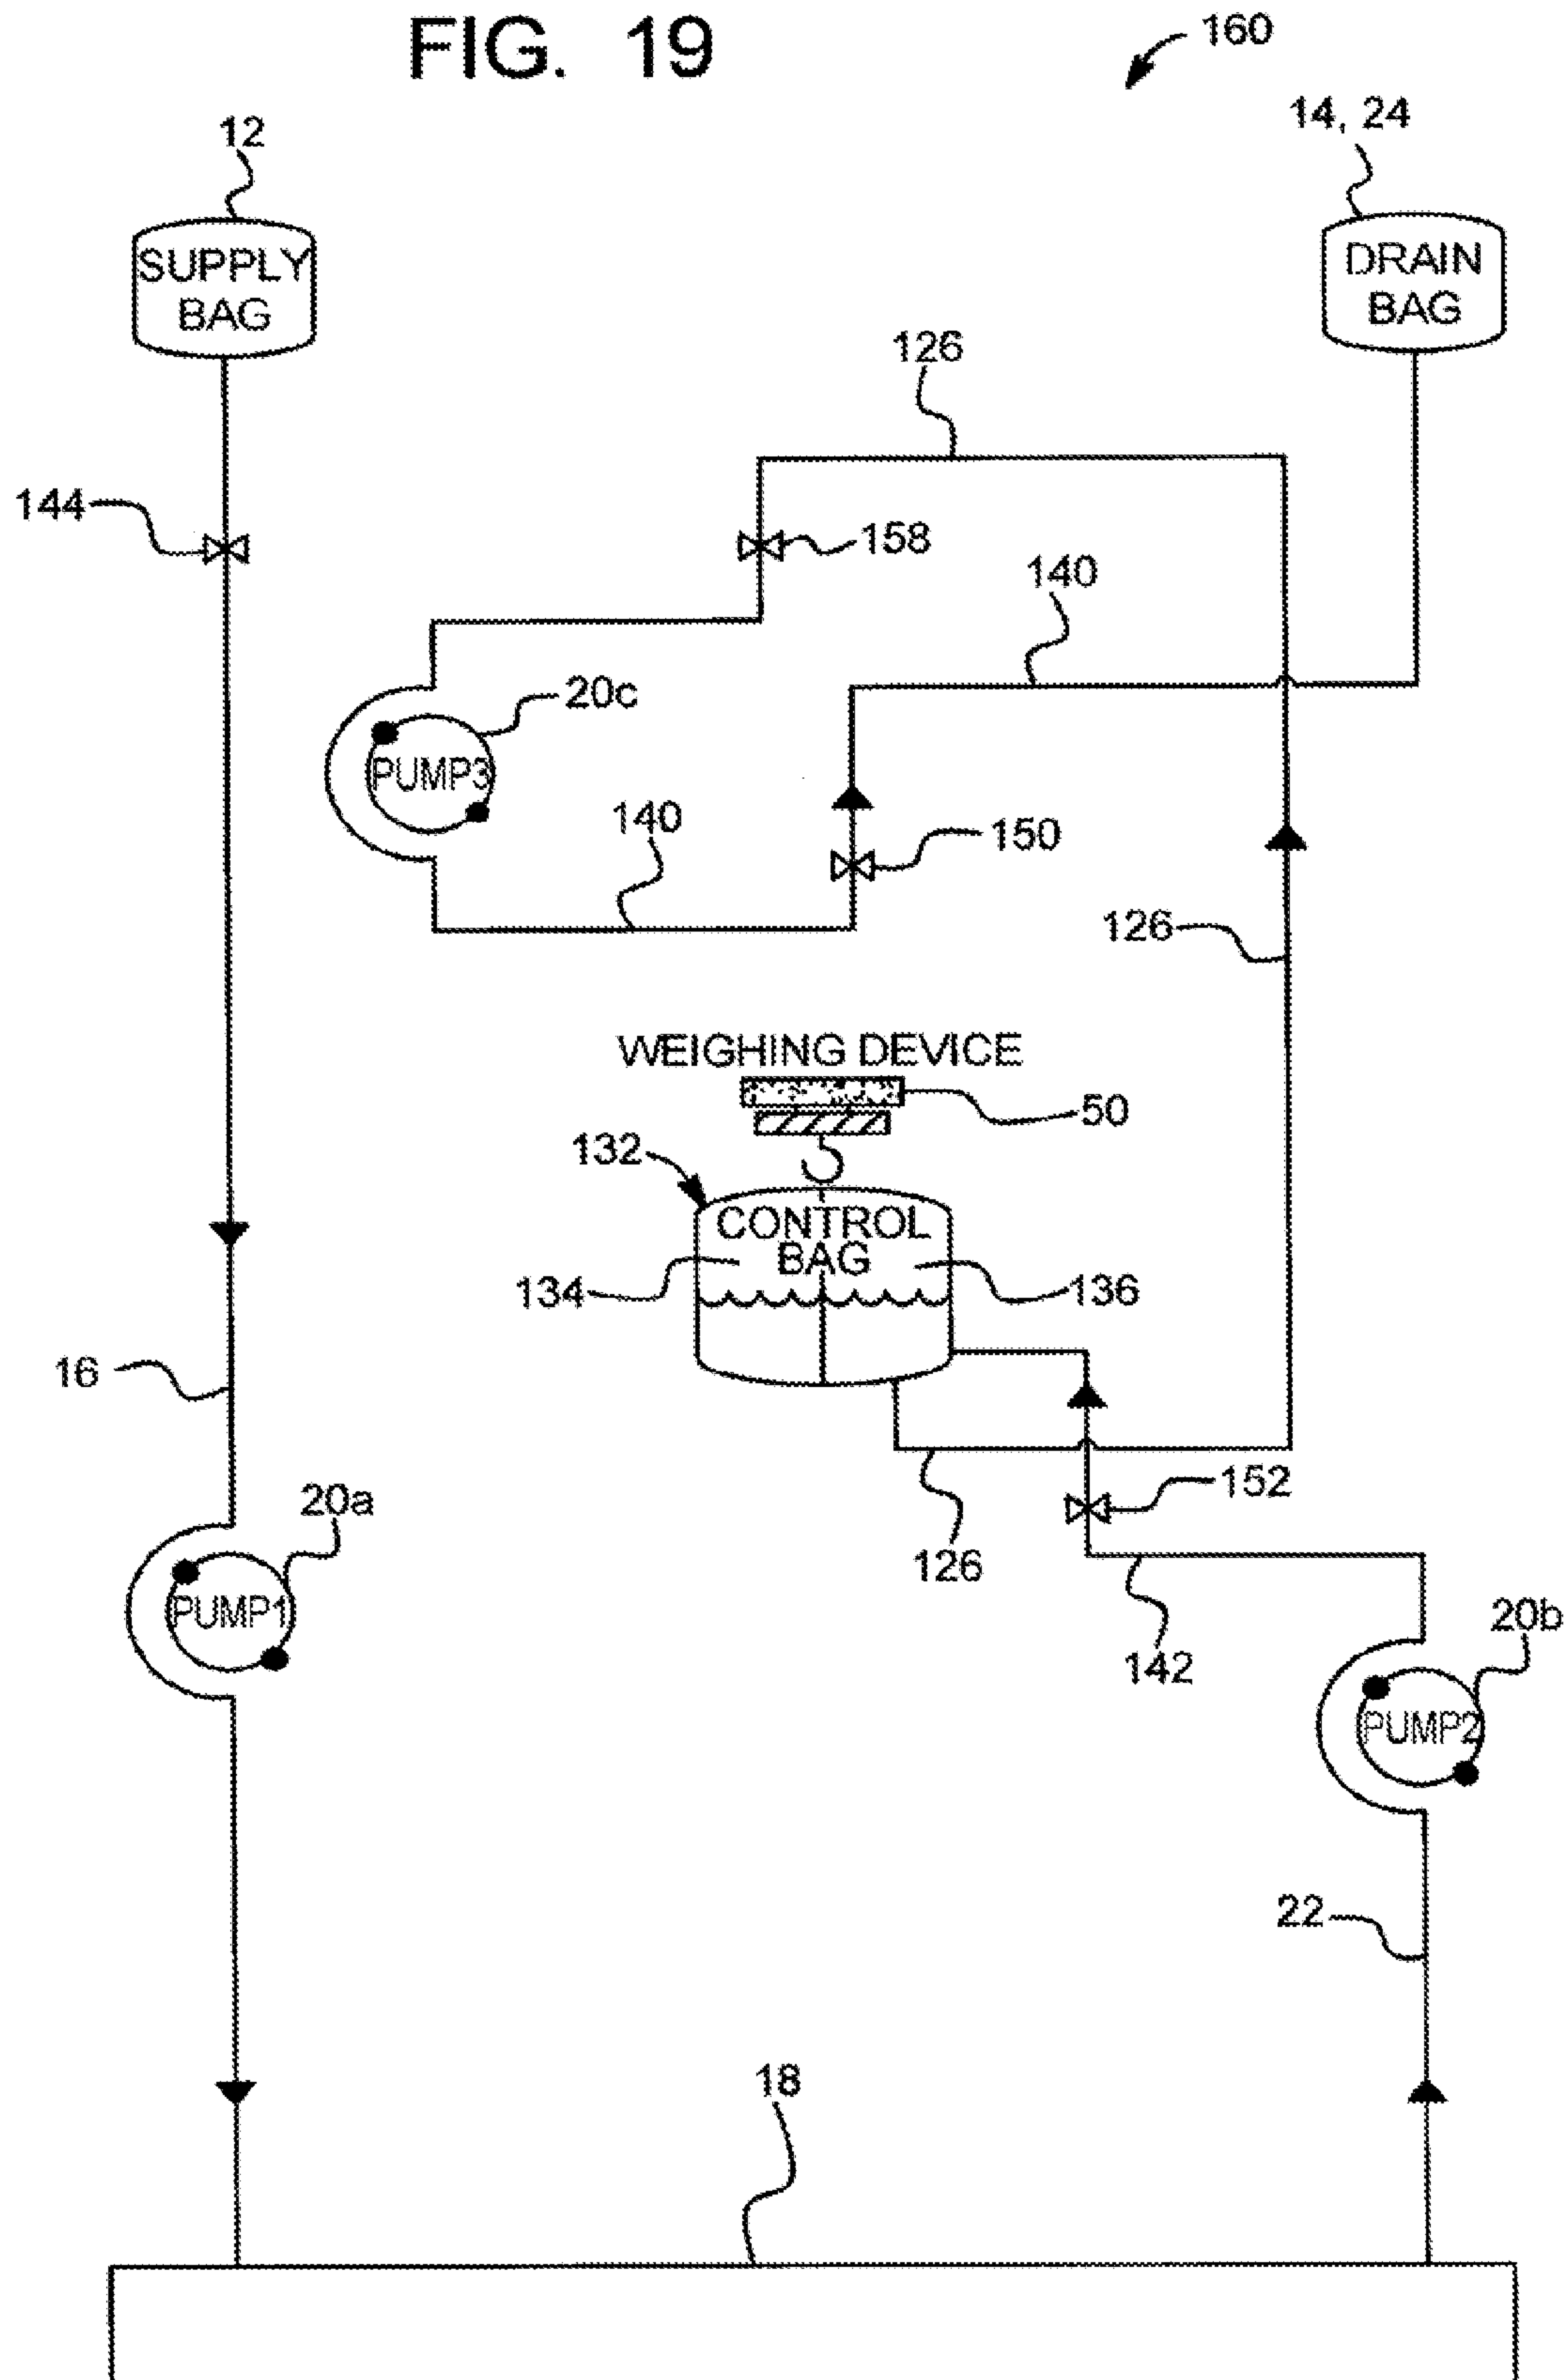 FIG. 19
160
12
14, 24
SUPPLY
BAG
DRAIN
BAG
126
144
158
140
20c
PUMP3
140
150
126
WEIGHING DEVICE
50
132
CONTROL
BAG
134
136
16
152
20a
126
PUMP1
142
20b
PUMP2
22
18